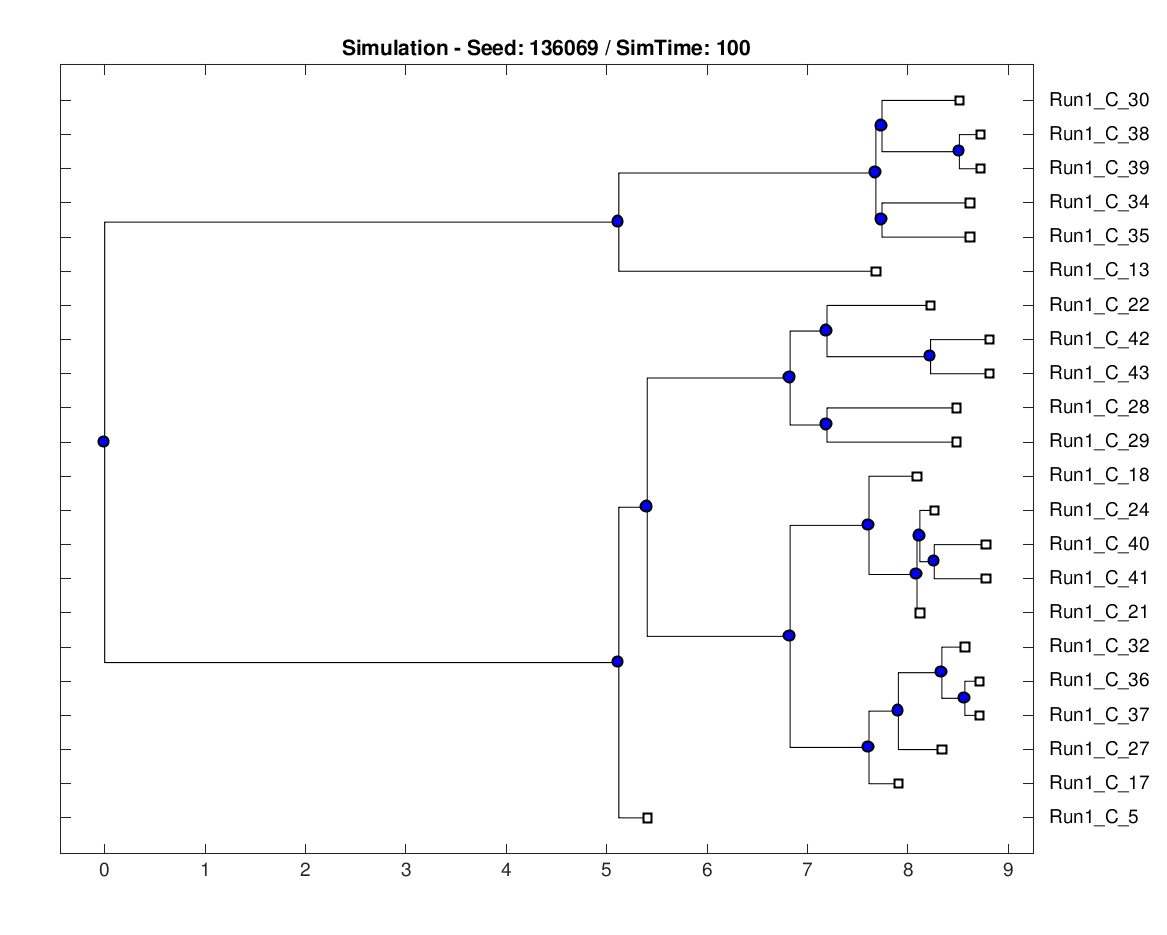 Simulation - Seed: 136069 / SimTime: 100
Run1_C_30
Run1_C_38
Run1_C_39
Run1_C_34
Run1_C_35
Run1_C_13
Run1_C_22
Run1_C_42
Run1_C_43
Run1_C_28
Run1_C_29
Run1_C_18
Run1_C_24
Run1_C_40
Run1_C_41
Run1_C_21
Run1_C_32
Run1_C_36
Run1_C_37
Run1_C_27
Run1_C_17
Run1_C_5
0 1 2 3 4 5 6 7 8 9